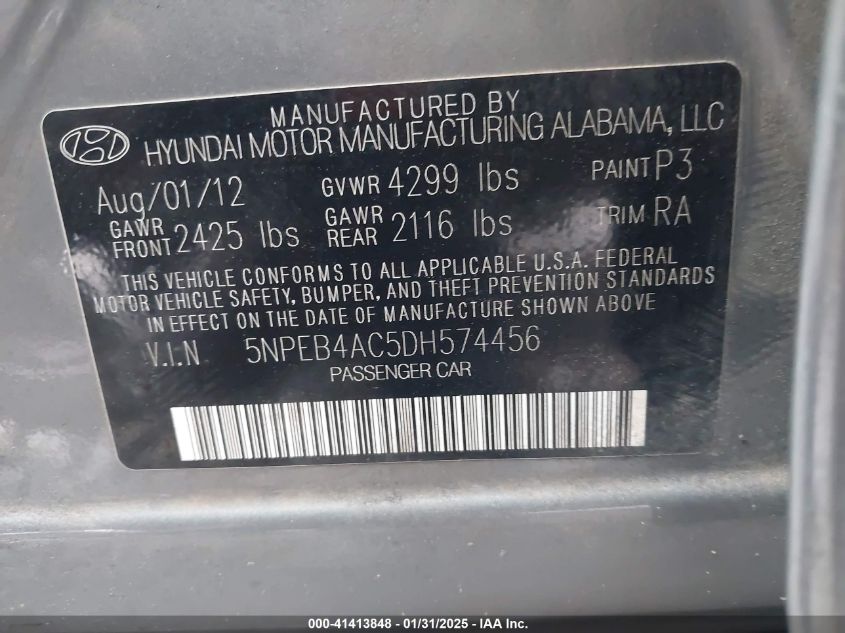 MANUFACTURED BY
HYUNDAI MOTOR MANUFACTURING ALABAMA, LLC
Aug/01/12 GVWR 4299 lbs PAINT P3
GAWR FRONT 2425 lbs GAWR REAR 2116 lbs TRIM RA
THIS VEHICLE CONFORMS TO ALL APPLICABLE U.S.A. FEDERAL
MOTOR VEHICLE SAFETY, BUMPER, AND THEFT PREVENTION STANDARDS
IN EFFECT ON THE DATE OF MANUFACTURE SHOWN ABOVE
V.I.N 5NPEB4AC5DH574456
PASSENGER CAR
000-41413848 - 01/31/2025 - IAA Inc.